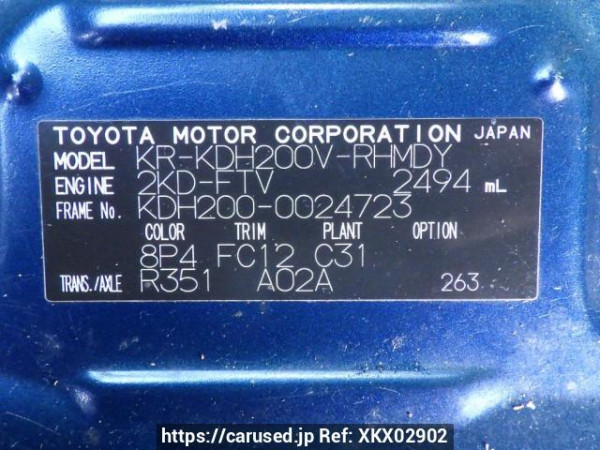 TOYOTA MOTOR CORPORATION JAPAN
MODEL KR-KDH200V-RHMDY
ENGINE 2KD-FTV 2494 mL
FRAME No. KDH200-0024723
COLOR TRIM PLANT
8P4 FC12 C31
TRANS./AXLE R351 A02A 263
https://carused.jp Ref: XKX02902